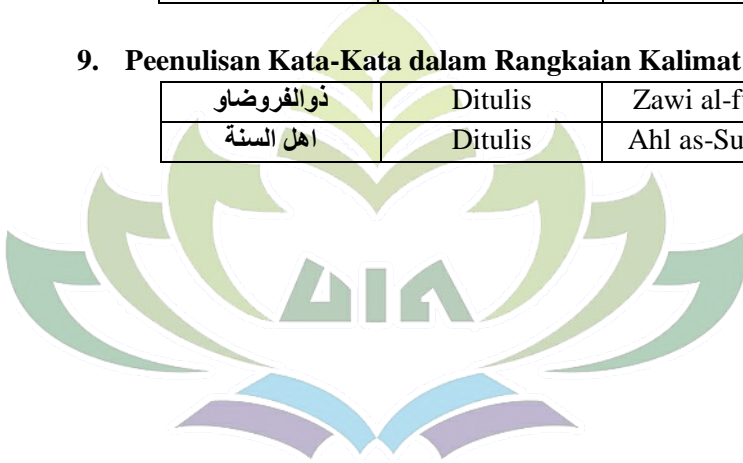 9. Peenulisan Kata-Kata dalam Rangkaian Kalimat
ذوالفروضاو Ditulis Zawi al-f
اهل السنة Ditulis Ahl as-Su